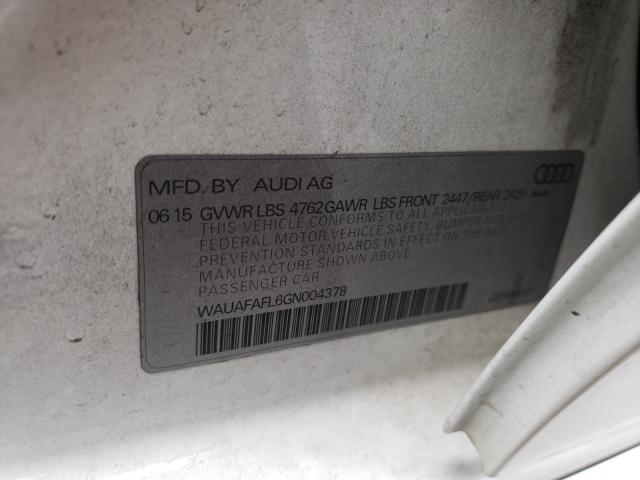 MFD. BY AUDI AG
06 15 GVWR LBS 4762 GAWR LBS FRONT 2447/REAR 2425 Audi
THIS VEHICLE CONFORMS TO ALL APPLICABLE
FEDERAL MOTOR VEHICLE SAFETY, BUMPER AND THEFT
PREVENTION STANDARDS IN EFFECT ON THE DATE OF
MANUFACTURE SHOWN ABOVE
PASSENGER CAR
WAUAFAFL6GN004378